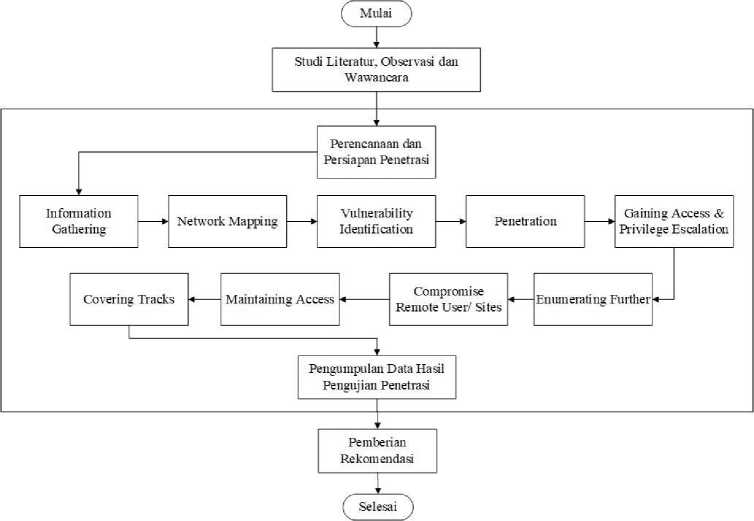 Mulai
Studi Literatur, Observasi dan
Wawancara
Perencanaan dan
Persiapan Penetrasi
Information
Gathering
Network Mapping
Vulnerability
Identification
Penetration
Gaining Access &
Privilege Escalation
Covering Tracks
Maintaining Access
Compromise
Remote User/ Sites
Enumerating Further
Pengumpulan Data Hasil
Pengujian Penetrasi
Pemberian
Rekomendasi
Selesai